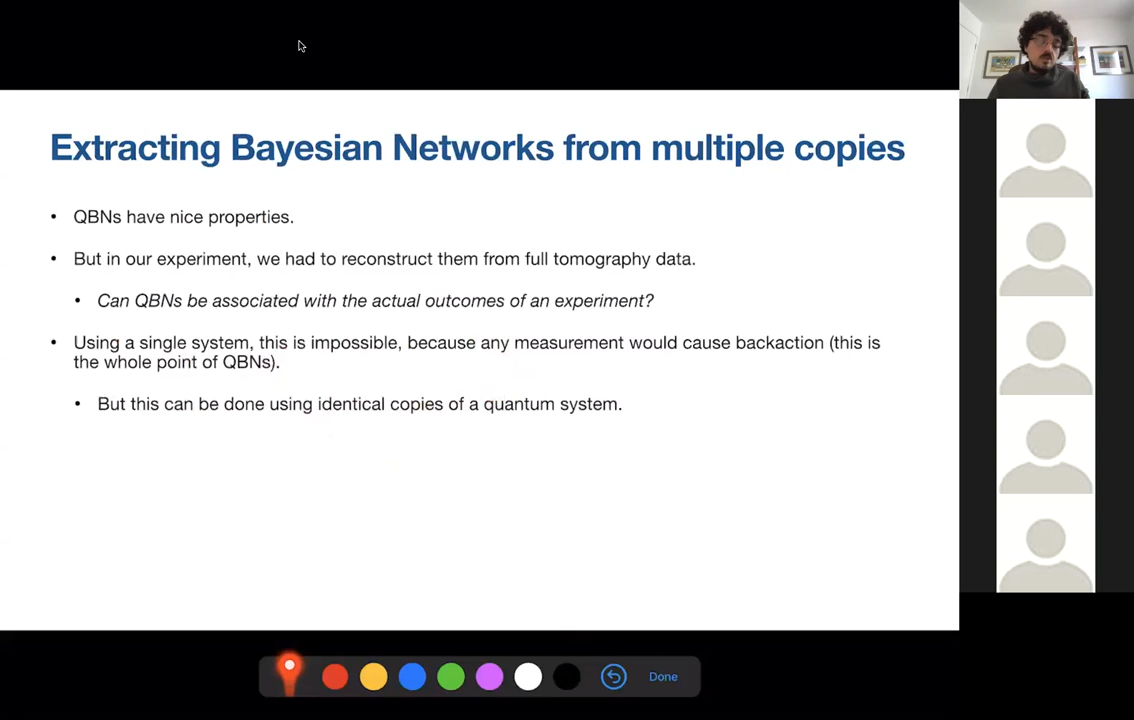 Extracting Bayesian Networks from multiple copies
• QBNs have nice properties.
• But in our experiment, we had to reconstruct them from full tomography data.
• Can QBNs be associated with the actual outcomes of an experiment?
• Using a single system, this is impossible, because any measurement would cause backaction (this is
the whole point of QBNs).
• But this can be done using identical copies of a quantum system.
Done